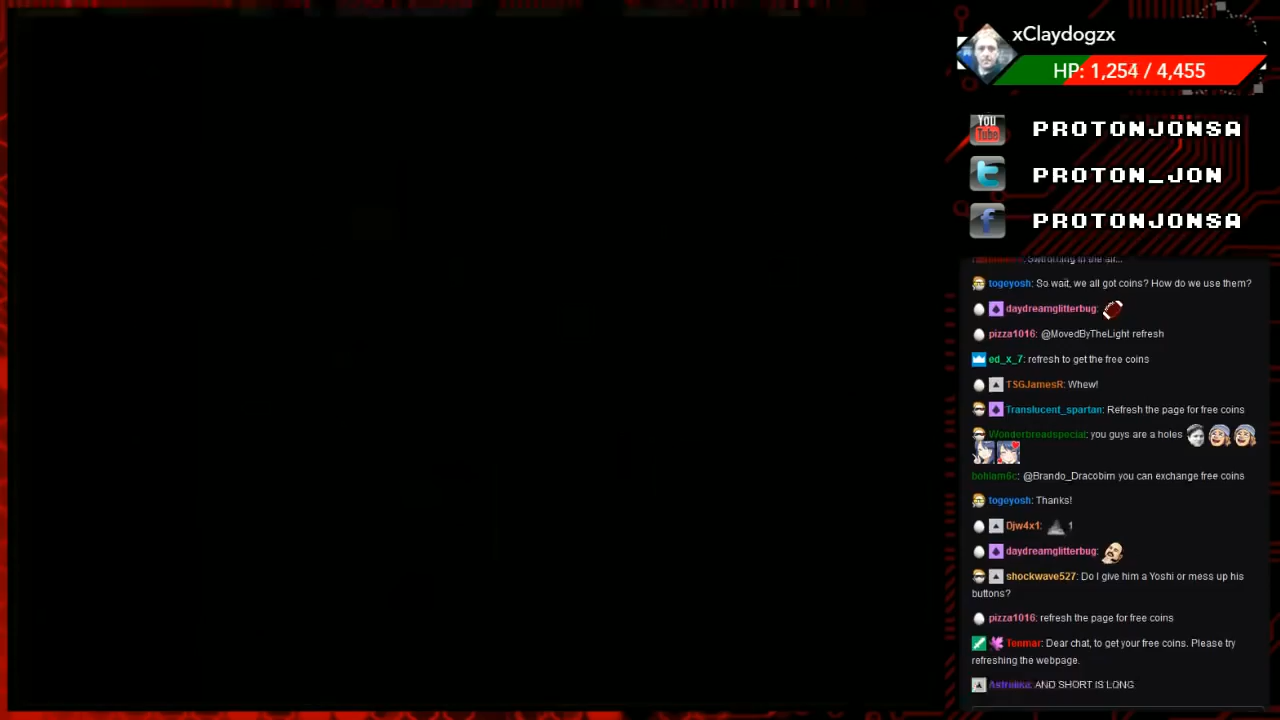 xClaydogzx
HP: 1,254 / 4,455
You
Tube
PROTONJONSA
PROTON_JON
PROTONJONSA
togeyosh: So wait, we all got coins? How do we use them?
daydreamglitterbug:
pizza1016: @MovedByTheLight refresh
ed_x_7: refresh to get the free coins
TSGJamesR: Whew!
Translucent_spartan: Refresh the page for free coins
Wonderbreadspecial: you guys are a holes
: @Brando_Dracobirn you can exchange free coins
togeyosh: Thanks!
0jw4x1: 1
daydreamglitterbug:
shockwave527: Do I give him a Yoshi or mess up his
buttons?
pizza1016: refresh the page for free coins
Tenmar: Dear chat, to get your free coins. Please try
refreshing the webpage.
: AND SHORT IS LONG